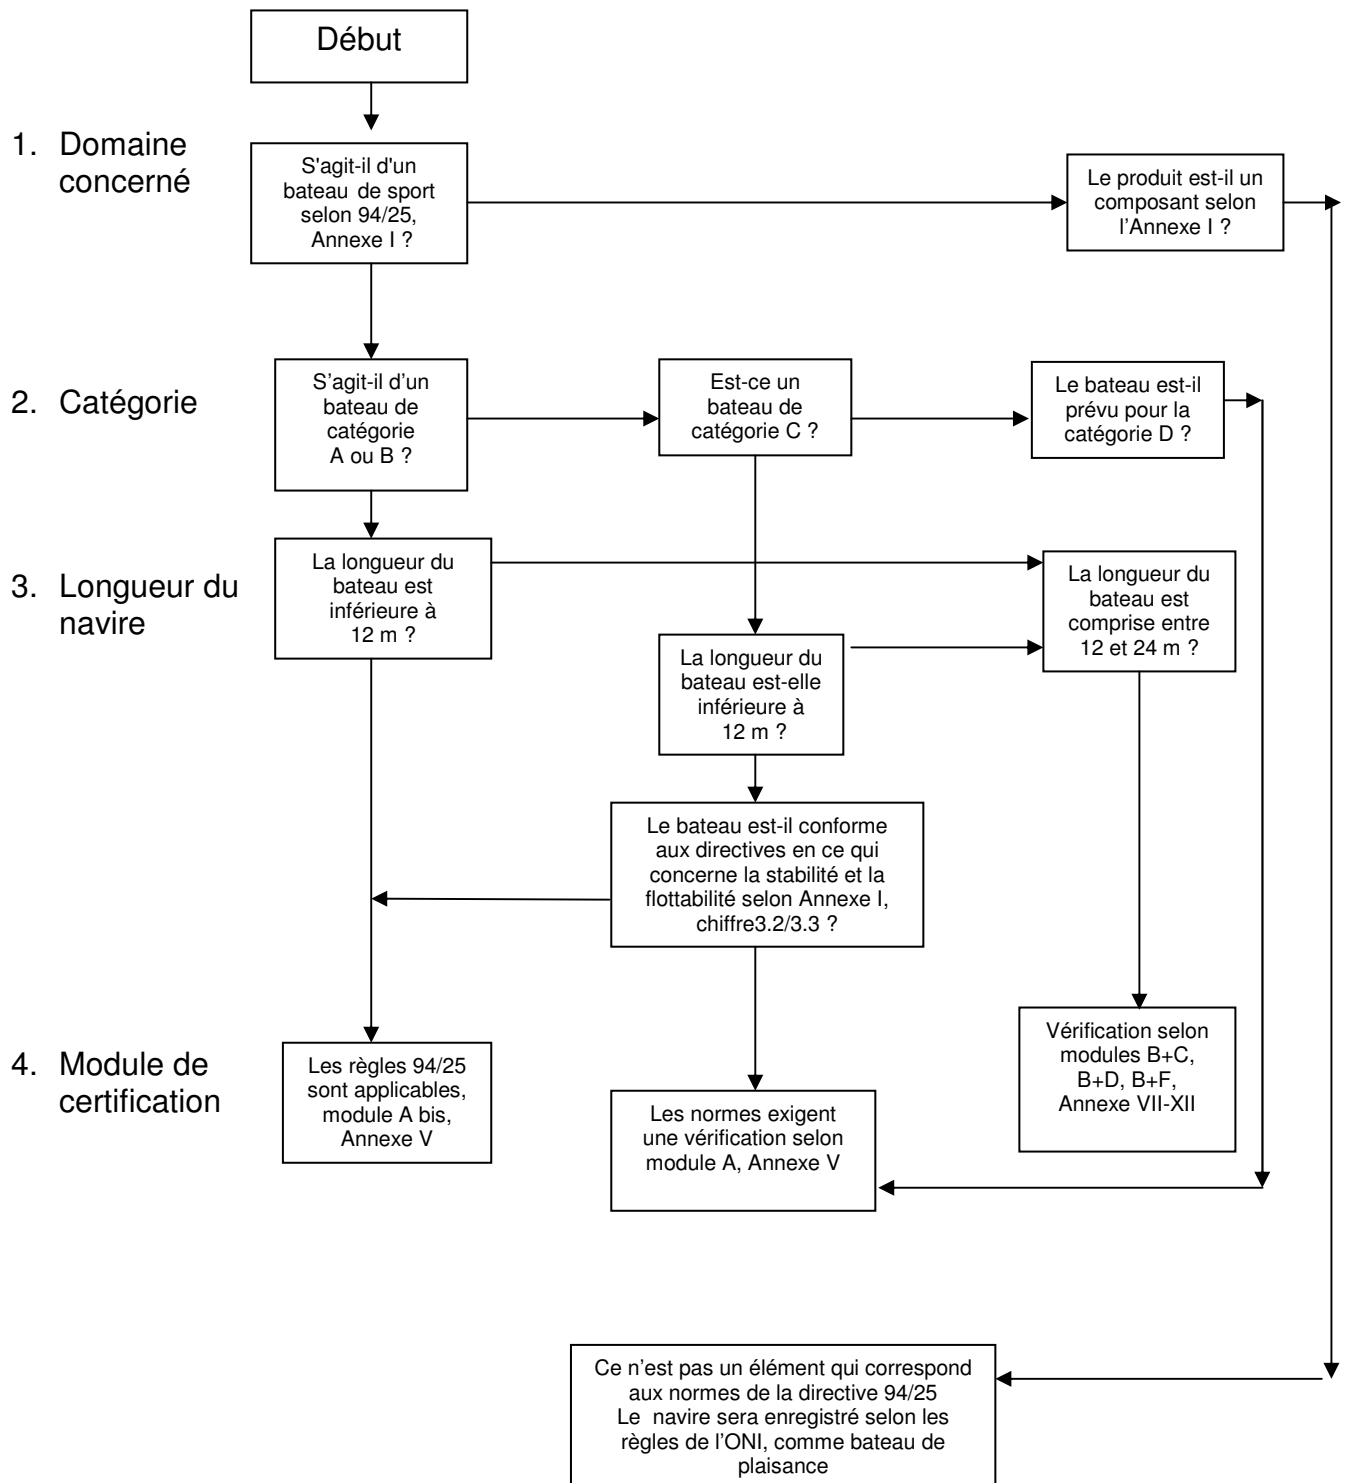 Début
1. Domaine
concerné
S'agit-il d'un
bateau de sport
selon 94/25,
Annexe I ?
Le produit est-il un
composant selon
l'Annexe I ?
2. Catégorie
S'agit-il d'un
bateau de
catégorie
A ou B ?
Est-ce un
bateau de
catégorie C ?
Le bateau est-il
prévu pour la
catégorie D ?
3. Longueur du
navire
La longueur du
bateau est
inférieure à
12 m ?
La longueur du
bateau est-elle
inférieure à
12 m ?
La longueur du
bateau est
comprise entre
12 et 24 m ?
Le bateau est-il conforme
aux directives en ce qui
concerne la stabilité et la
flottabilité selon Annexe I,
chiffre3.2/3.3 ?
4. Module de
certification
Les règles 94/25
sont applicables,
module A bis,
Annexe V
Les normes exigent
une vérification selon
module A, Annexe V
Vérification selon
modules B+C,
B+D, B+F,
Annexe VII-XII
Ce n'est pas un élément qui correspond
aux normes de la directive 94/25
Le navire sera enregistré selon les
règles de l'ONI, comme bateau de
plaisance